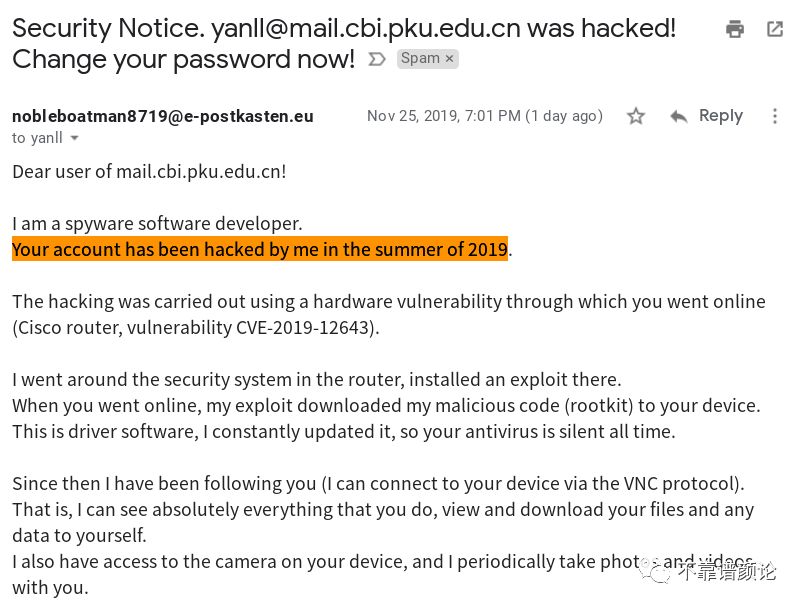 Security Notice. yanll@mail.cbi.pku.edu.cn was hacked!
Change your password now! Spam ×
nobleboatman8719@e-postkasten.eu Nov 25, 2019, 7:01 PM (1 day ago) Reply
to yanll
Dear user of mail.cbi.pku.edu.cn!
I am a spyware software developer.
Your account has been hacked by me in the summer of 2019.
The hacking was carried out using a hardware vulnerability through which you went online
(Cisco router, vulnerability CVE-2019-12643).
I went around the security system in the router, installed an exploit there.
When you went online, my exploit downloaded my malicious code (rootkit) to your device.
This is driver software, I constantly updated it, so your antivirus is silent all time.
Since then I have been following you (I can connect to your device via the VNC protocol).
That is, I can see absolutely everything that you do, view and download your files and any
data to yourself.
I also have access to the camera on your device, and I periodically take photos and videos
with you.
不靠谱颜论